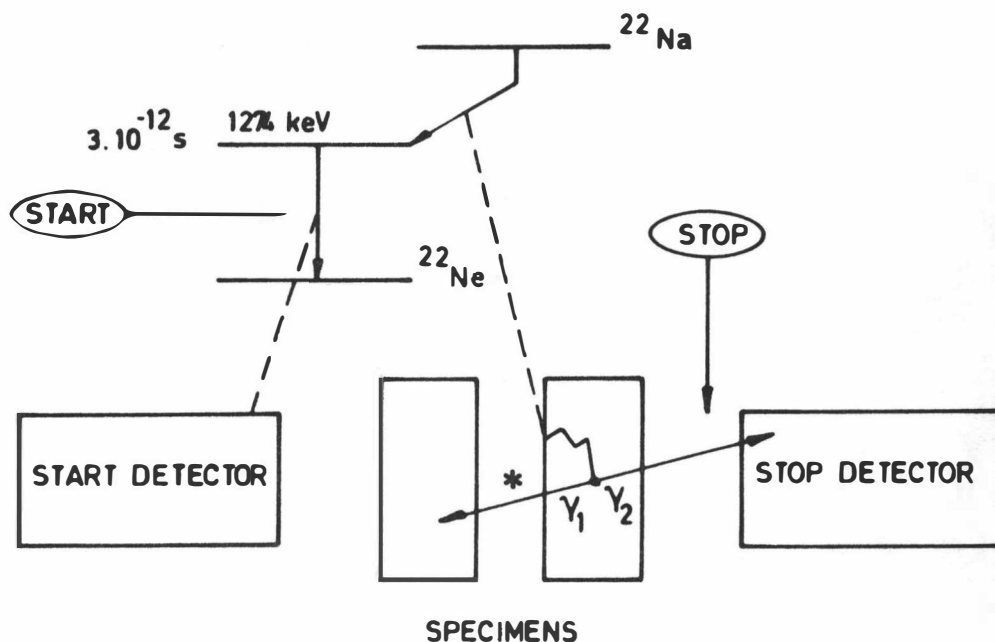 ²²Na
3.10⁻¹²s 1274 keV
START
²²Ne
STOP
START DETECTOR
*
γ₁ γ₂
STOP DETECTOR
SPECIMENS